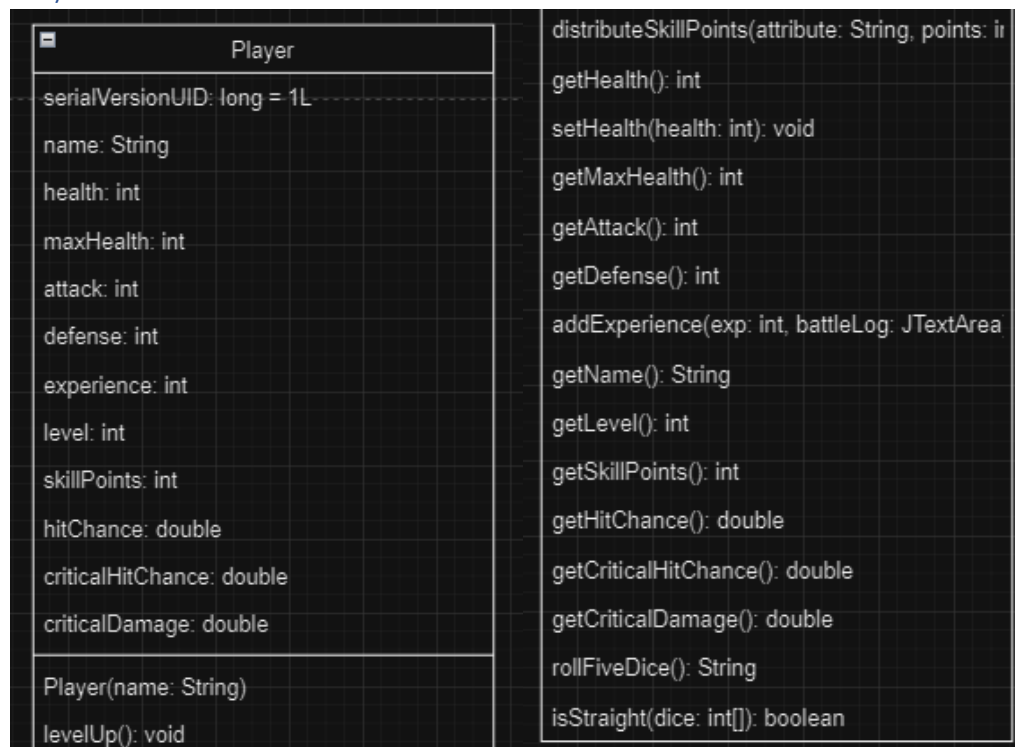 Player
serialVersionUID: long = 1L
name: String
health: int
maxHealth: int
attack: int
defense: int
experience: int
level: int
skillPoints: int
hitChance: double
criticalHitChance: double
criticalDamage: double
Player(name: String)
levelUp(): void
distributeSkillPoints(attribute: String, points:
getHealth(): int
setHealth(health: int): void
getMaxHealth(): int
getAttack(): int
getDefense(): int
addExperience(exp: int, battleLog: JTextArea
getName(): String
getLevel(): int
getSkillPoints(): int
getHitChance(): double
getCriticalHitChance(): double
getCriticalDamage(): double
rollFiveDice(): String
isStraight(dice: int[]): boolean